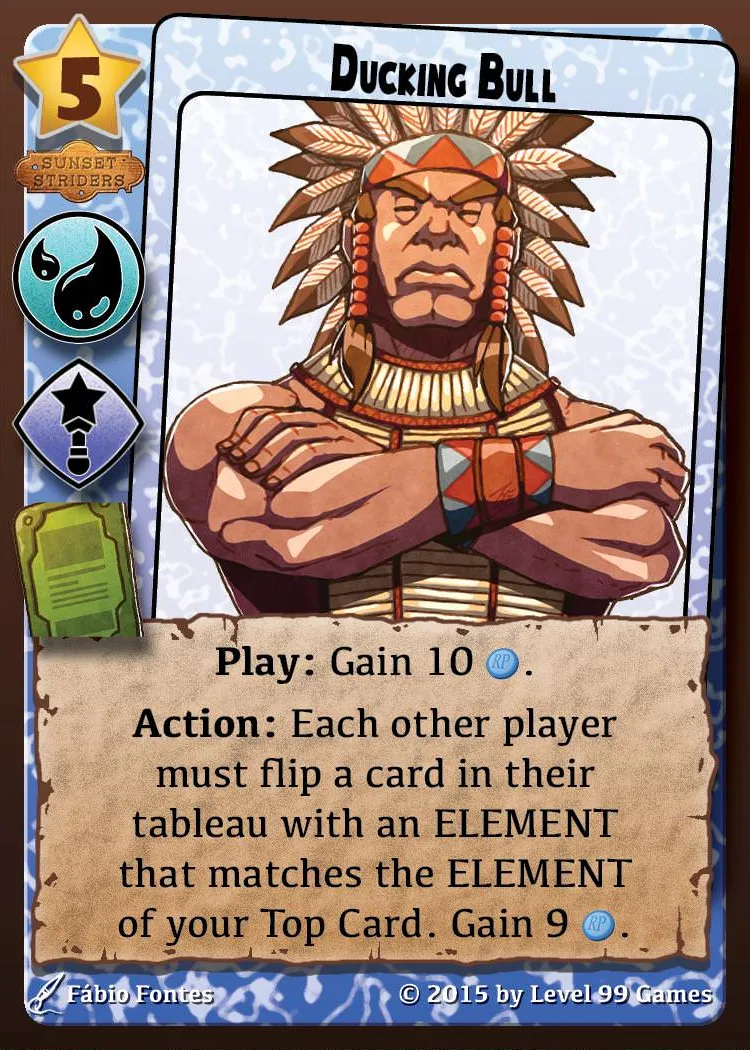 5
Ducking Bull
SUNSET
STRIDERS
Play: Gain 10 RP.
Action: Each other player
must flip a card in their
tableau with an ELEMENT
that matches the ELEMENT
of your Top Card. Gain 9 RP.
Fábio Fontes
© 2015 by Level 99 Games